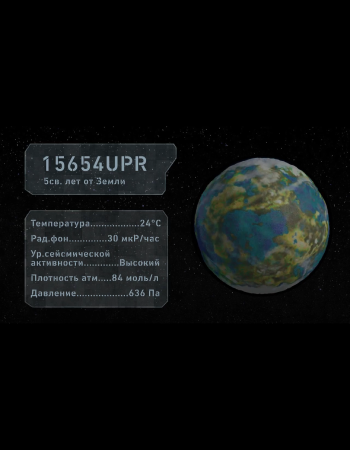 15654UPR
5св. лет от Земли
Температура..................24°C
Рад.фон..............30 мкР/час
Ур.сейсмической
активности.............Высокий
Плотность атм.....84 моль/л
Давление...................636 Па